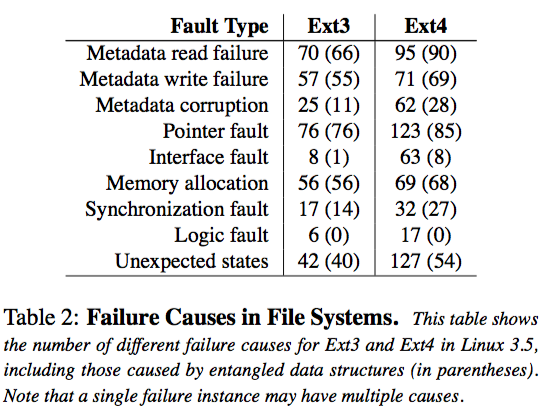 Fault Type Ext3 Ext4
Metadata read failure 70 (66) 95 (90)
Metadata write failure 57 (55) 71 (69)
Metadata corruption 25 (11) 62 (28)
Pointer fault 76 (76) 123 (85)
Interface fault 8 (1) 63 (8)
Memory allocation 56 (56) 69 (68)
Synchronization fault 17 (14) 32 (27)
Logic fault 6 (0) 17 (0)
Unexpected states 42 (40) 127 (54)
Table 2: Failure Causes in File Systems. This table shows
the number of different failure causes for Ext3 and Ext4 in Linux 3.5,
including those caused by entangled data structures (in parentheses).
Note that a single failure instance may have multiple causes.